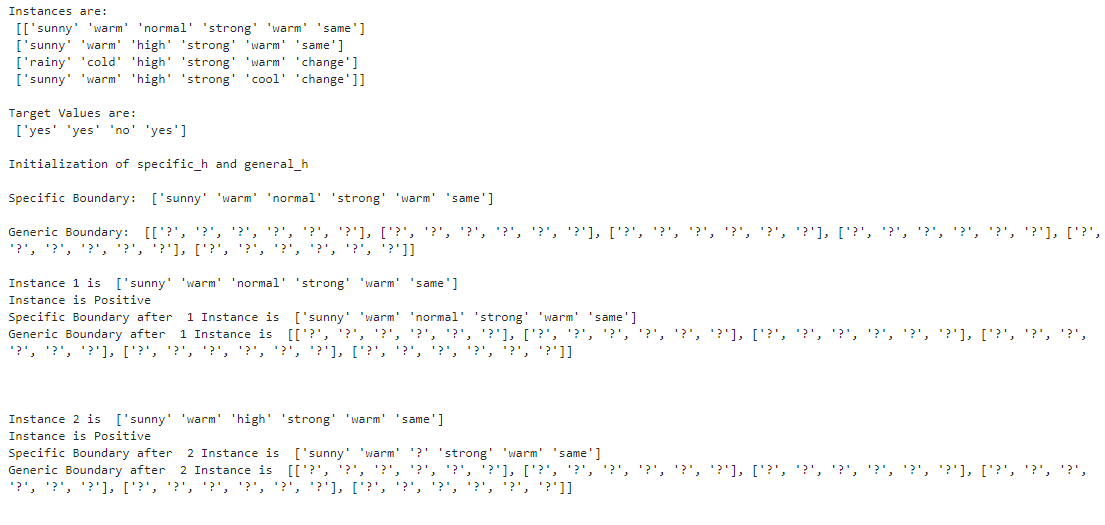 Instances are:
[['sunny' 'warm' 'normal' 'strong' 'warm' 'same']
['sunny' 'warm' 'high' 'strong' 'warm' 'same']
['rainy' 'cold' 'high' 'strong' 'warm' 'change']
['sunny' 'warm' 'high' 'strong' 'cool' 'change']]
Target Values are:
['yes' 'yes' 'no' 'yes']
Initialization of specific_h and general_h
Specific Boundary:  ['sunny' 'warm' 'normal' 'strong' 'warm' 'same']
Generic Boundary:  [['?', '?', '?', '?', '?', '?'], ['?', '?', '?', '?', '?', '?'], ['?', '?', '?', '?', '?', '?'], ['?', '?', '?', '?', '?', '?'], ['?',
'?', '?', '?', '?', '?'], ['?', '?', '?', '?', '?', '?']]
Instance 1 is  ['sunny' 'warm' 'normal' 'strong' 'warm' 'same']
Instance is Positive
Specific Boundary after  1 Instance is  ['sunny' 'warm' 'normal' 'strong' 'warm' 'same']
Generic Boundary after  1 Instance is  [['?', '?', '?', '?', '?', '?'], ['?', '?', '?', '?', '?', '?'], ['?', '?', '?', '?', '?', '?'], ['?', '?', '?',
'?', '?', '?'], ['?', '?', '?', '?', '?', '?'], ['?', '?', '?', '?', '?', '?']]
Instance 2 is  ['sunny' 'warm' 'high' 'strong' 'warm' 'same']
Instance is Positive
Specific Boundary after  2 Instance is  ['sunny' 'warm' '?' 'strong' 'warm' 'same']
Generic Boundary after  2 Instance is  [['?', '?', '?', '?', '?', '?'], ['?', '?', '?', '?', '?', '?'], ['?', '?', '?', '?', '?', '?'], ['?', '?', '?',
'?', '?', '?'], ['?', '?', '?', '?', '?', '?'], ['?', '?', '?', '?', '?', '?']]